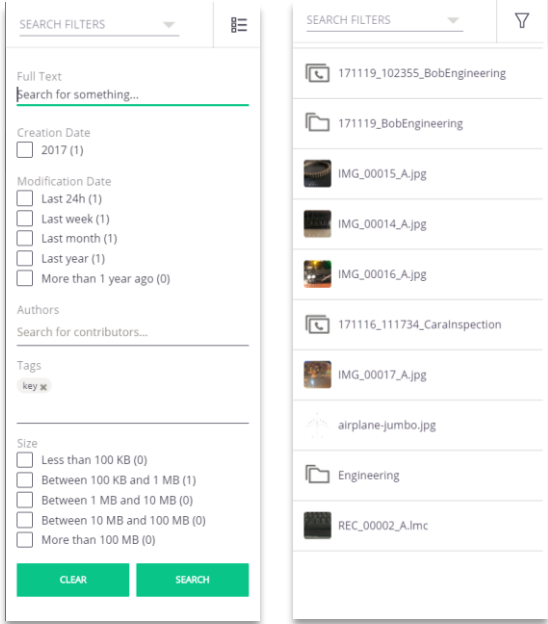 SEARCH FILTERS
Full Text
Search for something...
Creation Date
2017 (1)
Modification Date
Last 24h (1)
Last week (1)
Last month (1)
Last year (1)
More than 1 year ago (0)
Authors
Search for contributors...
Tags
key ×
Size
Less than 100 KB (0)
Between 100 KB and 1 MB (1)
Between 1 MB and 10 MB (0)
Between 10 MB and 100 MB (0)
More than 100 MB (0)
CLEAR SEARCH
SEARCH FILTERS
171119_102355_BobEngineering
171119_BobEngineering
IMG_00015_A.jpg
IMG_00014_A.jpg
IMG_00016_A.jpg
171116_111734_CaraInspection
IMG_00017_A.jpg
airplane-jumbo.jpg
Engineering
REC_00002_A.lmc